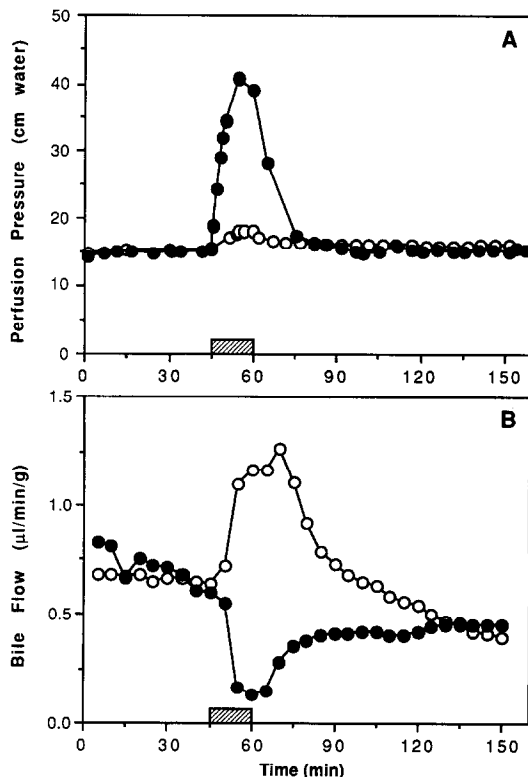 A
Perfusion Pressure (cm water)
50
40
30
20
10
0
0 30 60 90 120 150
B
Bile Flow (μl/min/g)
1.5
1.0
0.5
0.0
0 30 60 90 120 150
Time (min)